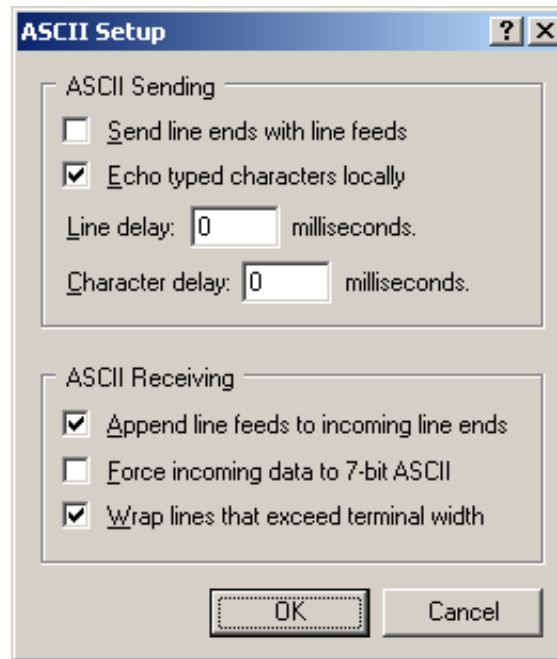 ASCII Setup
ASCII Sending
Send line ends with line feeds
Echo typed characters locally
Line delay: 0 milliseconds.
Character delay: 0 milliseconds.
ASCII Receiving
Append line feeds to incoming line ends
Force incoming data to 7-bit ASCII
Wrap lines that exceed terminal width
OK Cancel